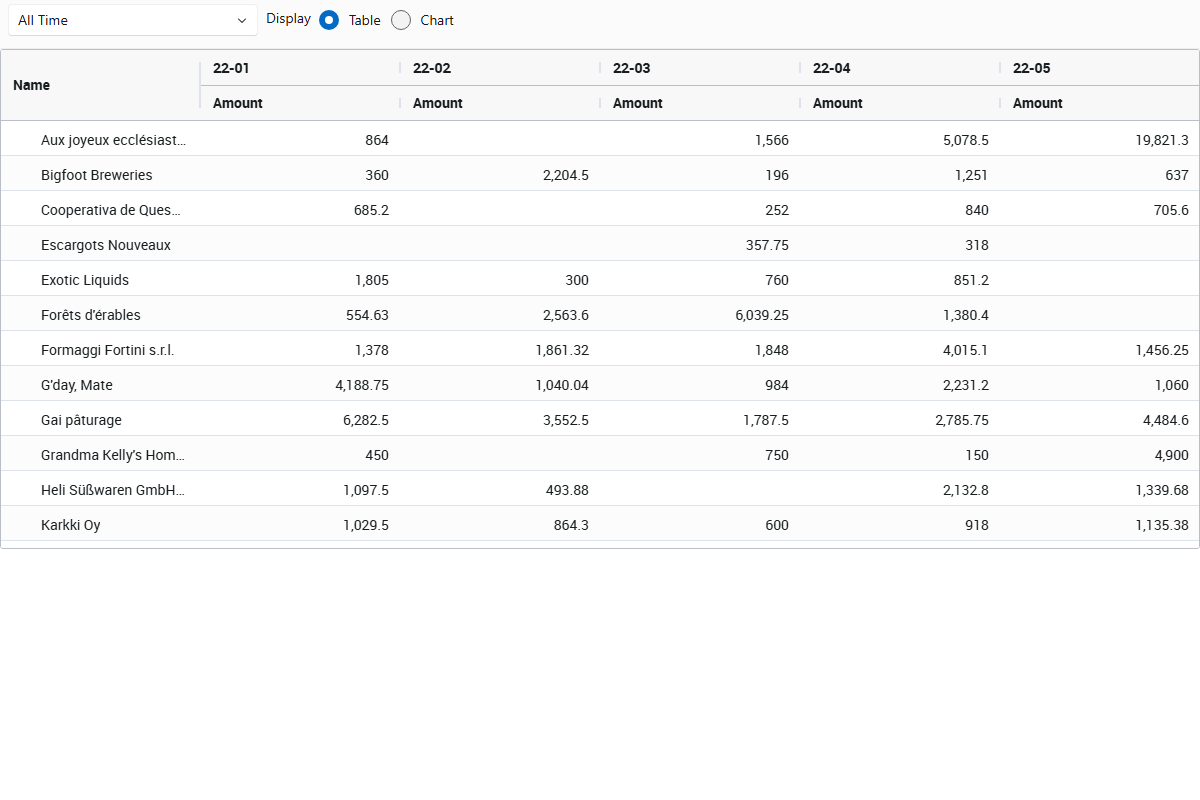 All Time Display Table Chart
Name 22-01 22-02 22-03 22-04 22-05
Amount Amount Amount Amount Amount
Aux joyeux ecclésiast... 864 1,566 5,078.5 19,821.3
Bigfoot Breweries 360 2,204.5 196 1,251 637
Cooperativa de Ques... 685.2 252 840 705.6
Escargots Nouveaux 357.75 318
Exotic Liquids 1,805 300 760 851.2
Forêts d'érables 554.63 2,563.6 6,039.25 1,380.4
Formaggi Fortini s.r.l. 1,378 1,861.32 1,848 4,015.1 1,456.25
G'day, Mate 4,188.75 1,040.04 984 2,231.2 1,060
Gai pâturage 6,282.5 3,552.5 1,787.5 2,785.75 4,484.6
Grandma Kelly's Hom... 450 750 150 4,900
Heli Süßwaren GmbH... 1,097.5 493.88 2,132.8 1,339.68
Karkki Oy 1,029.5 864.3 600 918 1,135.38